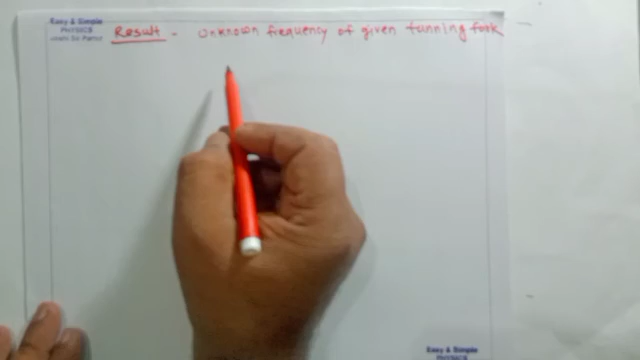 Easy & Simple
PHYSICS
Result - unknown frequency of given tunning fork
Easy & Simple
PHYSICS